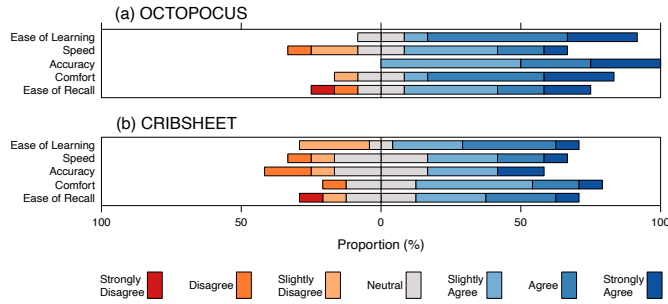 (a) OCTOPOCUS
Ease of Learning
Speed
Accuracy
Comfort
Ease of Recall
(b) CRIBSHEET
Ease of Learning
Speed
Accuracy
Comfort
Ease of Recall
100 50 0 50 100
Proportion (%)
Strongly Disagree
Disagree
Slightly Disagree
Neutral
Slightly Agree
Agree
Strongly Agree